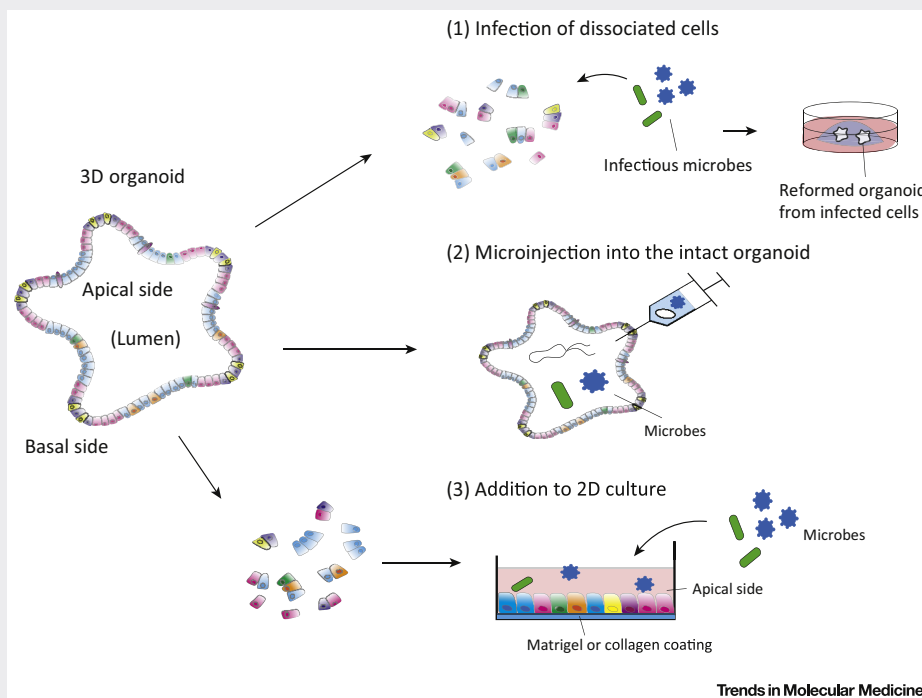 (1) Infection of dissociated cells
Infectious microbes
Reformed organoid
from infected cells
3D organoid
Apical side
(Lumen)
Basal side
(2) Microinjection into the intact organoid
Microbes
(3) Addition to 2D culture
Microbes
Apical side
Matrigel or collagen coating
Trends in Molecular Medicine